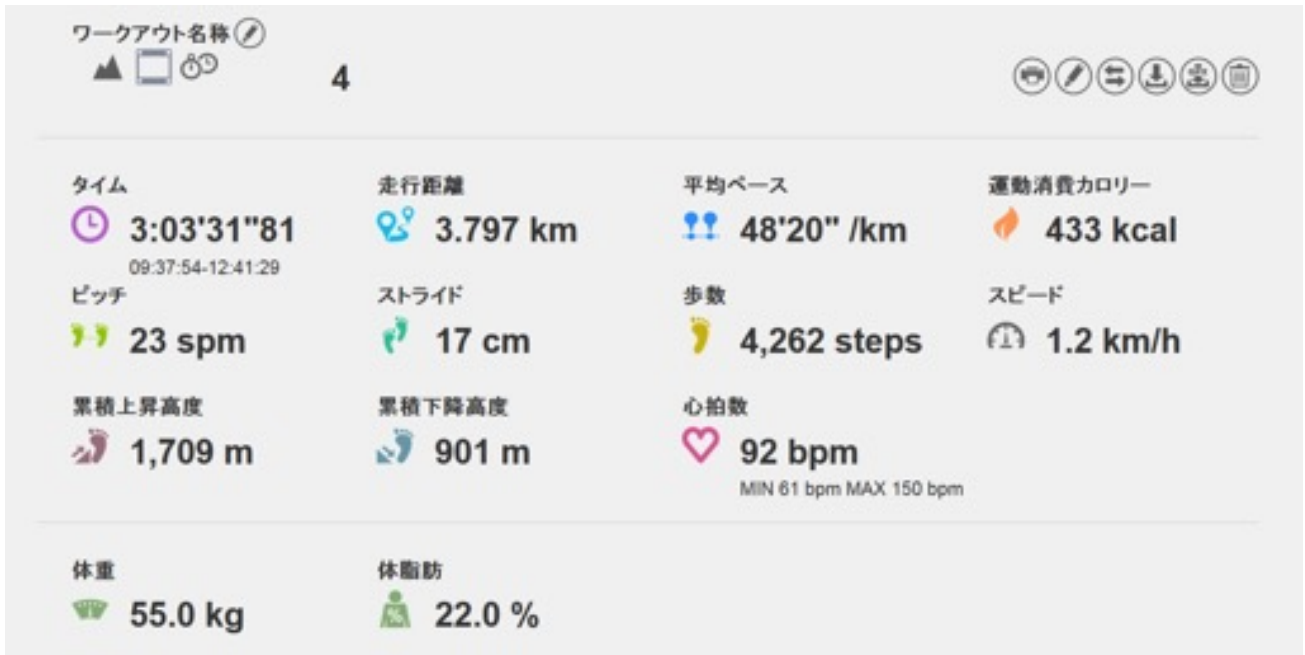 ワークアウト名称
4
タイム 走行距離 平均ペース 運動消費カロリー
3:03'31"81 3.797 km 48'20" /km 433 kcal
09:37:54-12:41:29
ピッチ ストライド 歩数 スピード
23 spm 17 cm 4,262 steps 1.2 km/h
累積上昇高度 累積下降高度 心拍数
1,709 m 901 m 92 bpm
MIN 61 bpm MAX 150 bpm
体重 体脂肪
55.0 kg 22.0 %